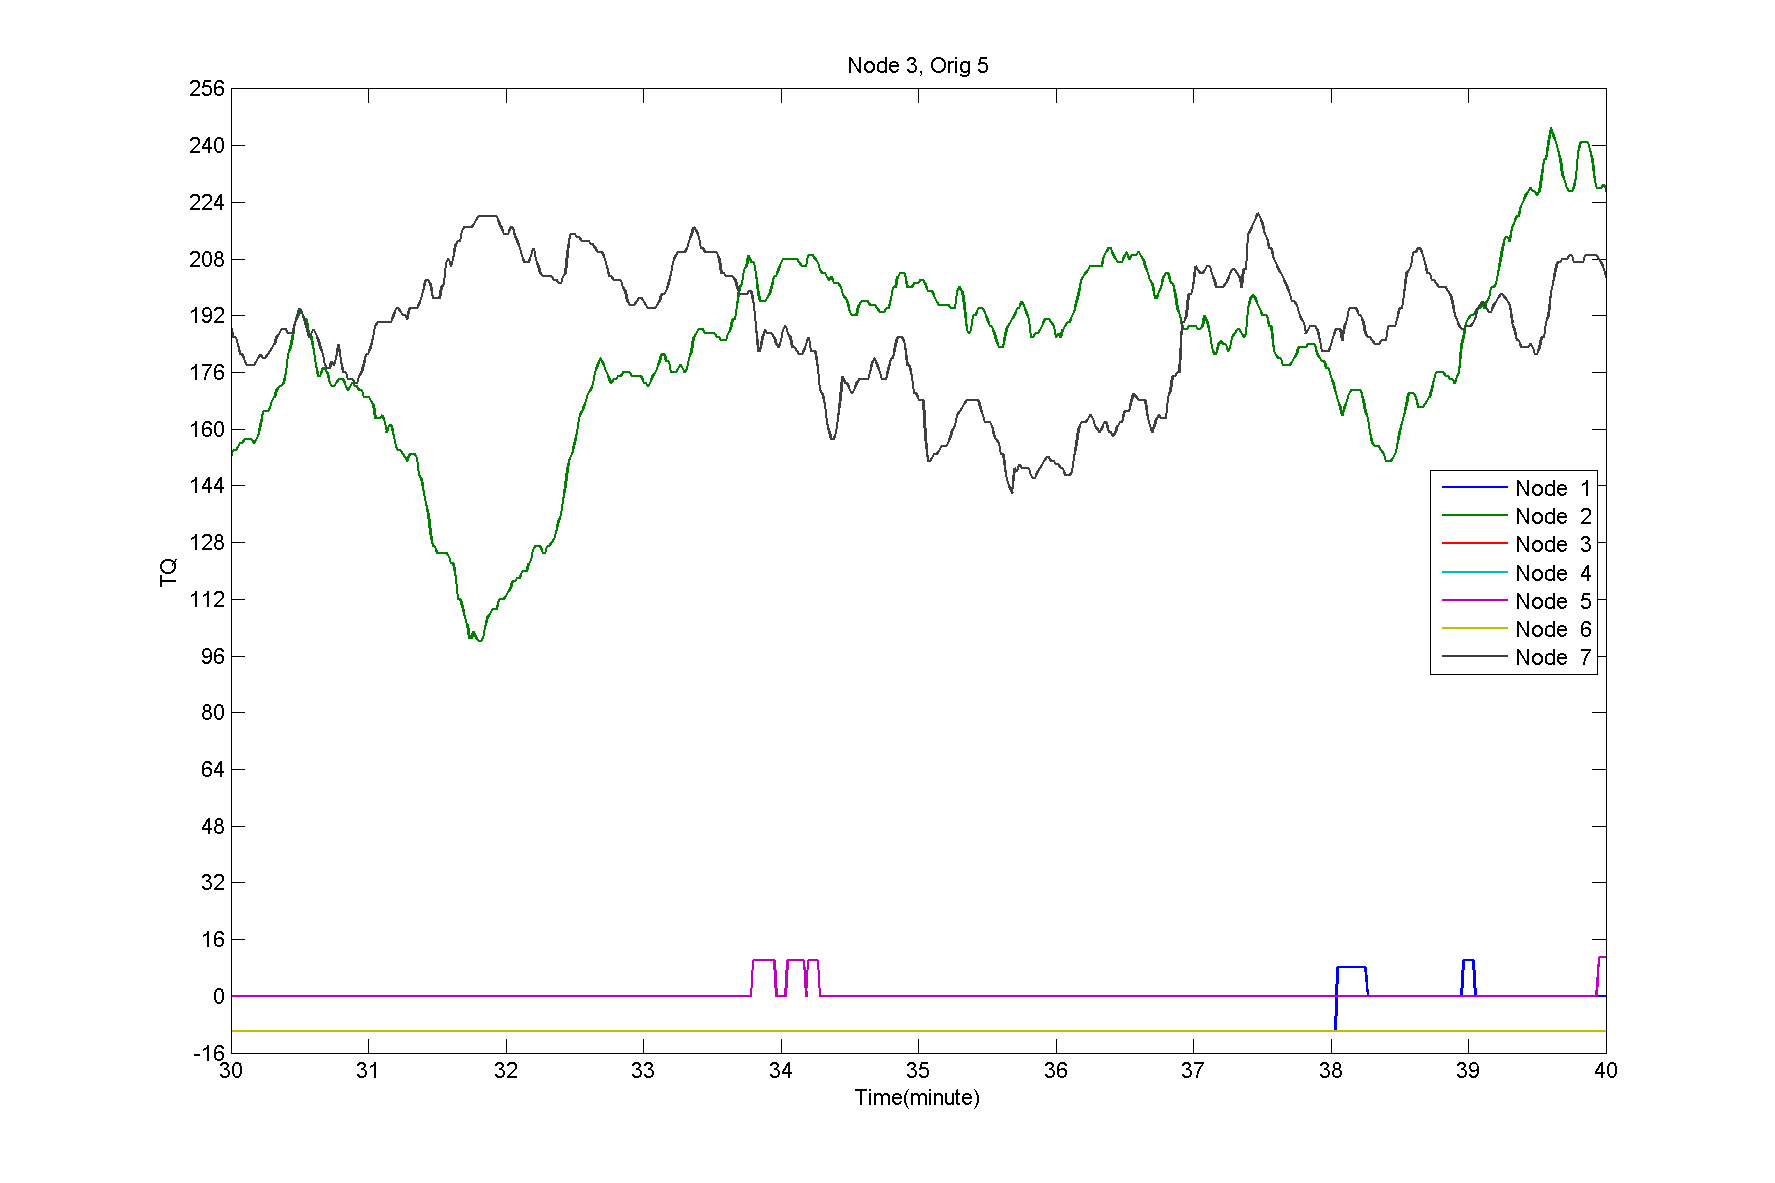 Node 3, Orig 5
256
240
224
208
192
176
160
144
128
112
96
80
64
48
32
16
0
-16
TQ
Node 1
Node 2
Node 3
Node 4
Node 5
Node 6
Node 7
30 31 32 33 34 35 36 37 38 39 40
Time(minute)